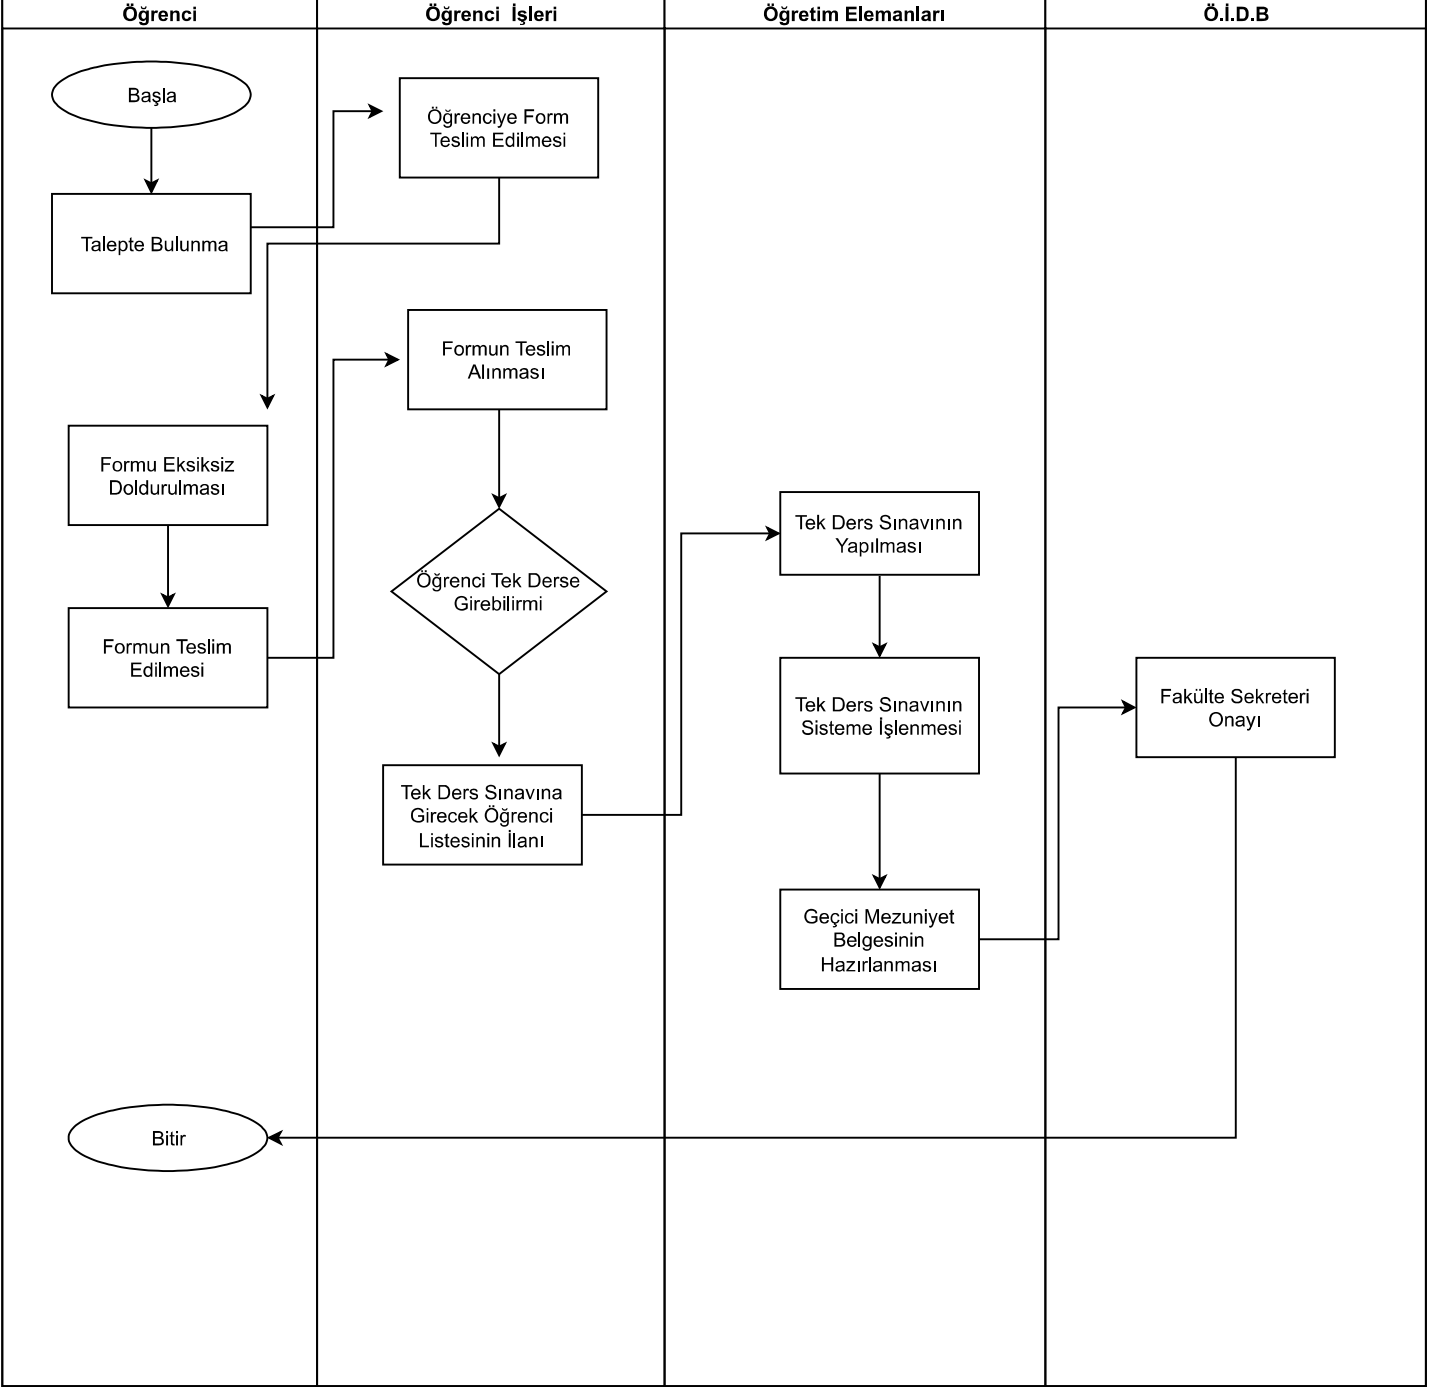 Öğrenci
Öğrenci İşleri
Öğretim Elemanları
Ö.İ.D.B
Başla
Öğrenciye Form
Teslim Edilmesi
Talepte Bulunma
Formun Teslim
Alınması
Formu Eksiksiz
Doldurulması
Formun Teslim
Edilmesi
Öğrenci Tek Derse
Girebilirmi
Tek Ders Sınavına
Girecek Öğrenci
Listesinin İlanı
Tek Ders Sınavının
Yapılması
Tek Ders Sınavının
Sisteme İşlenmesi
Geçici Mezuniyet
Belgesinin
Hazırlanması
Fakülte Sekreteri
Onayı
Bitir